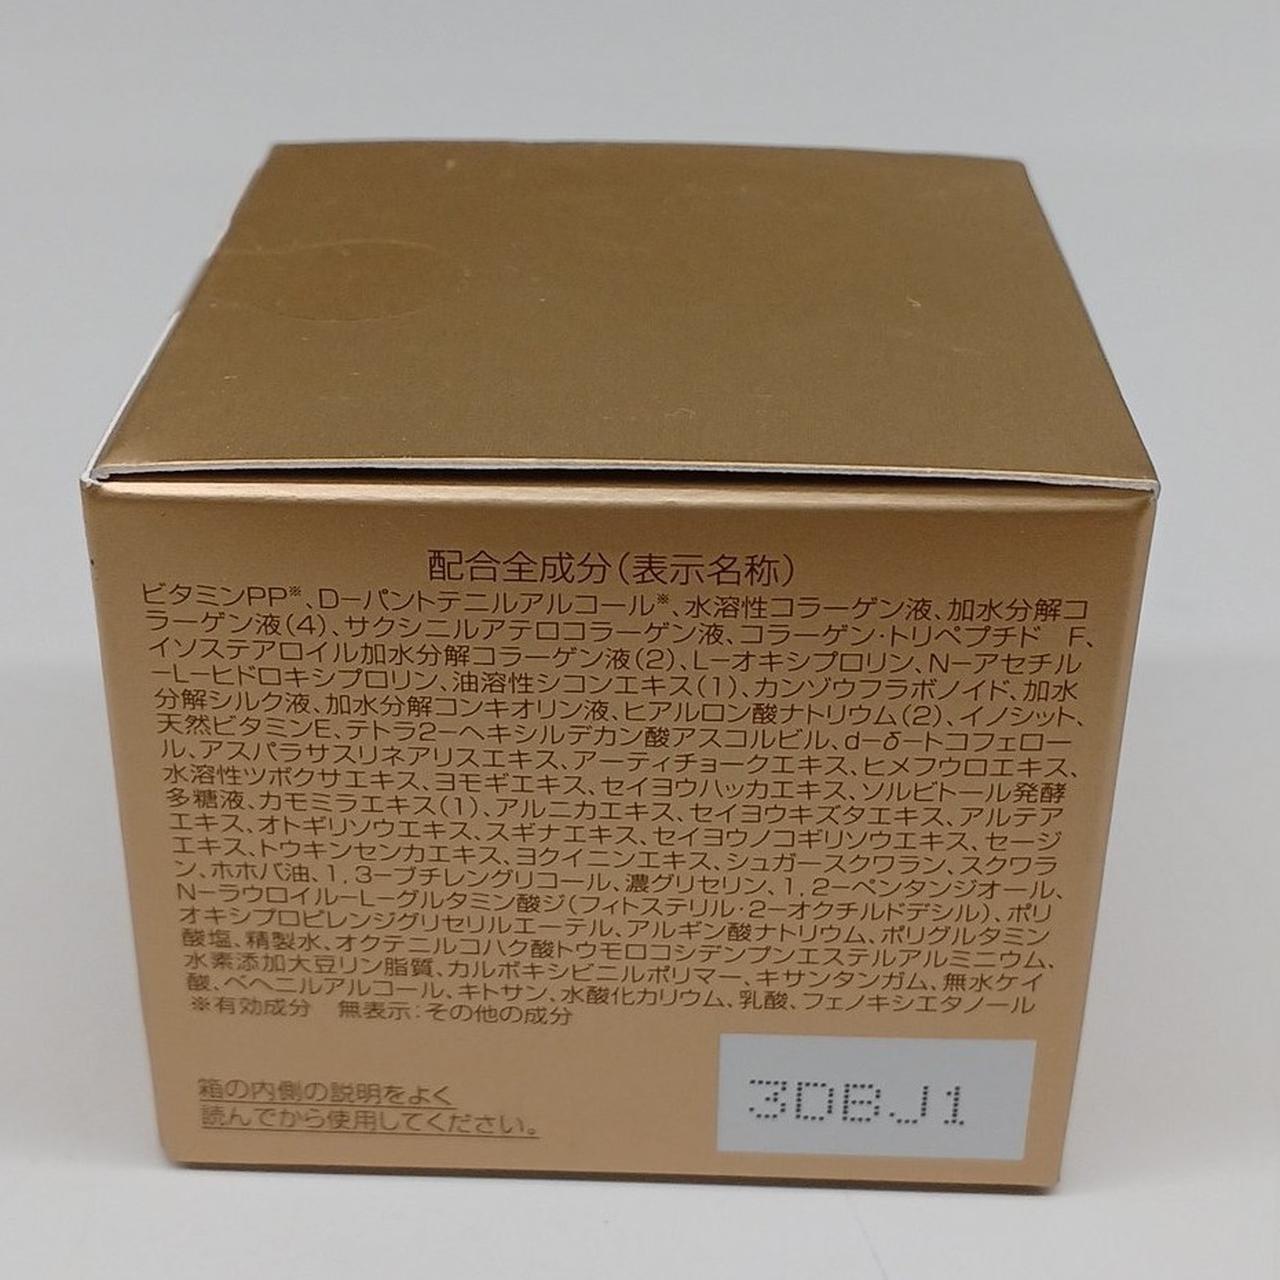 配合全成分(表示名称)
ビタミンPP※、D−パントテニルアルコール※、水溶性コラーゲン液、加水分解コ
ラーゲン液(4)、サクシニルアテロコラーゲン液、コラーゲン・トリペプチド　F、
イソステアロイル加水分解コラーゲン液(2)、L−オキシプロリン、N−アセチル
−L−ヒドロキシプロリン、油溶性シコンエキス(1)、カンゾウフラボノイド、加水
分解シルク液、加水分解コンキオリン液、ヒアルロン酸ナトリウム(2)、イノシット、
天然ビタミンE、テトラ2−ヘキシルデカン酸アスコルビル、d−δ−トコフェロー
ル、アスパラサスリネアリスエキス、アーティチョークエキス、ヒメフウロエキス、
水溶性ツボクサエキス、ヨモギエキス、セイヨウハッカエキス、ソルビトール発酵
多糖液、カモミラエキス(1)、アルニカエキス、セイヨウキズタエキス、アルテア
エキス、オトギリソウエキス、スギナエキス、セイヨウノコギリソウエキス、セージ
エキス、トウキンセンカエキス、ヨクイニンエキス、シュガースクワラン、スクワラ
ン、ホホバ油、1,3−ブチレングリコール、濃グリセリン、1,2−ペンタンジオール、
N−ラウロイル−L−グルタミン酸ジ(フィトステリル・2−オクチルドデシル)、ポリ
オキシプロピレンジグリセリルエーテル、アルギン酸ナトリウム、ポリグルタミン
酸塩、精製水、オクテニルコハク酸トウモロコシデンプンエステルアルミニウム、
水素添加大豆リン脂質、カルボキシビニルポリマー、キサンタンガム、無水ケイ
酸、ベヘニルアルコール、キトサン、水酸化カリウム、乳酸、フェノキシエタノール
※有効成分　無表示：その他の成分
箱の内側の説明をよく
読んでから使用してください。
3DBJ1